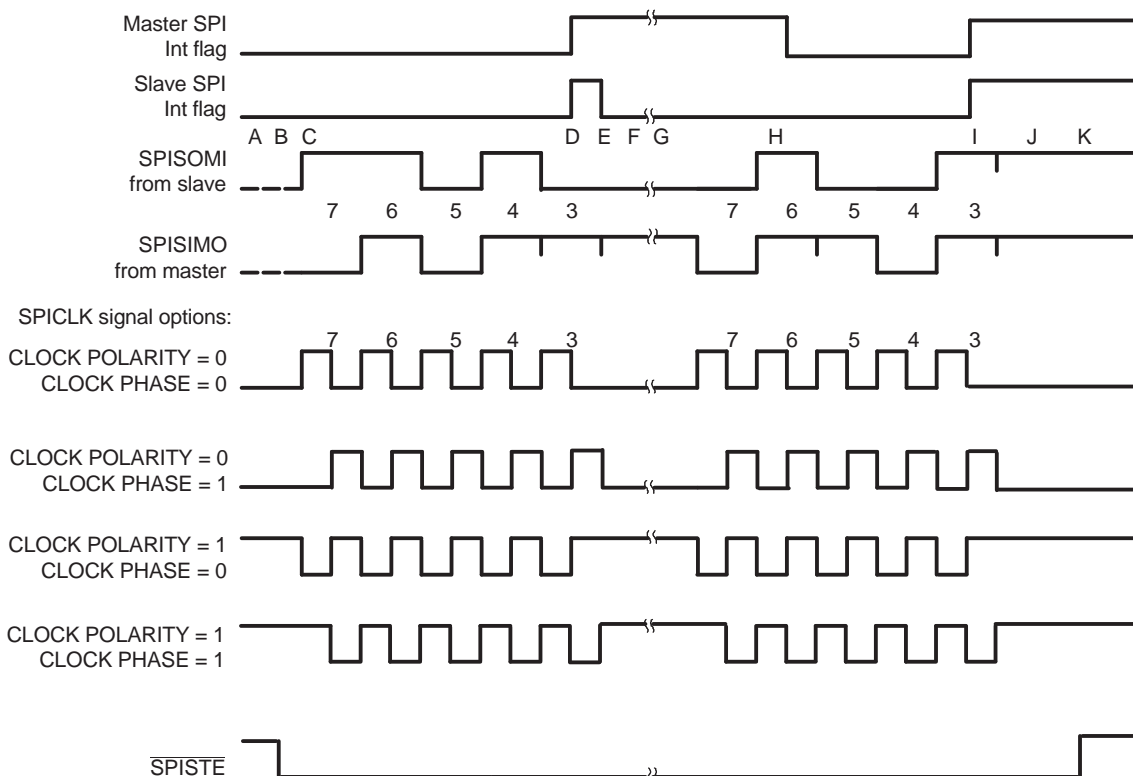 Master SPI
Int flag
Slave SPI
Int flag
A B C D E F G H I J K
SPISOMI
from slave
7 6 5 4 3 7 6 5 4 3
SPISIMO
from master
SPICLK signal options:
7 6 5 4 3 7 6 5 4 3
CLOCK POLARITY = 0
CLOCK PHASE = 0
CLOCK POLARITY = 0
CLOCK PHASE = 1
CLOCK POLARITY = 1
CLOCK PHASE = 0
CLOCK POLARITY = 1
CLOCK PHASE = 1
SPISTE